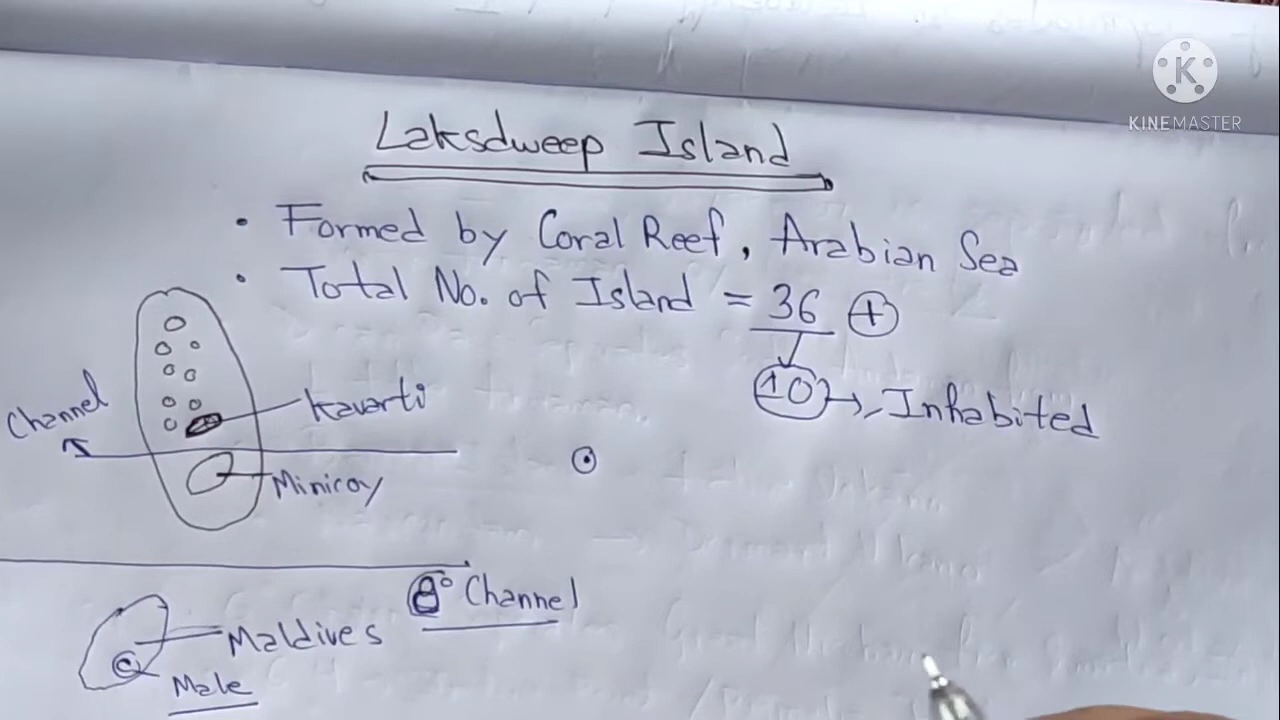 KINEMASTER
Laksdweep Island
• Formed by Coral Reef, Arabian Sea
• Total No. of Island = 36 +
10 → Inhabited
Kavarti
Channel
Minicoy
8° Channel
Maldives
Male